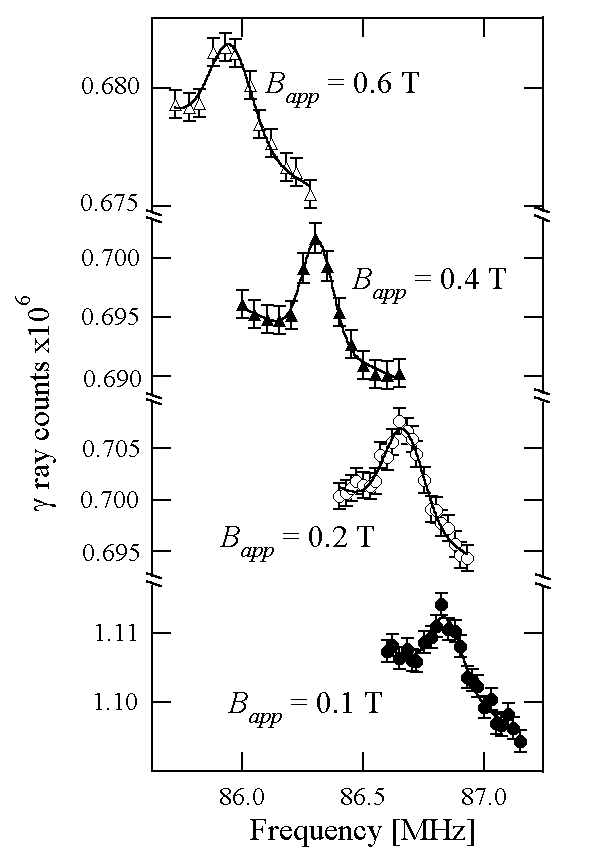 0.680
B_app = 0.6 T
0.675
0.700
B_app = 0.4 T
0.695
0.690
γ ray counts x10^6
0.705
0.700
B_app = 0.2 T
0.695
1.11
B_app = 0.1 T
1.10
86.0 86.5 87.0
Frequency [MHz]